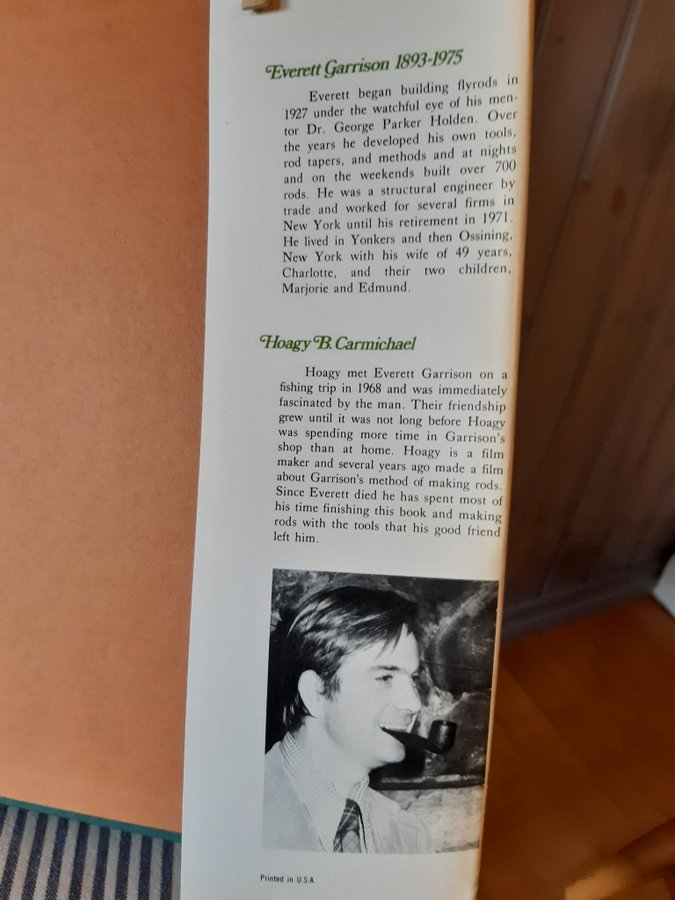 Everett Garrison 1893-1975
Everett began building flyrods in
1927 under the watchful eye of his men-
tor Dr. George Parker Holden. Over
the years he developed his own tools,
rod tapers, and methods and at nights
and on the weekends built over 700
rods. He was a structural engineer by
trade and worked for several firms in
New York until his retirement in 1971.
He lived in Yonkers and then Ossining,
New York with his wife of 49 years,
Charlotte, and their two children,
Marjorie and Edmund.
Hoagy B. Carmichael
Hoagy met Everett Garrison on a
fishing trip in 1968 and was immediately
fascinated by the man. Their friendship
grew until it was not long before Hoagy
was spending more time in Garrison's
shop than at home. Hoagy is a film
maker and several years ago made a film
about Garrison's method of making rods.
Since Everett died he has spent most of
his time finishing this book and making
rods with the tools that his good friend
left him.
Printed in U.S.A.